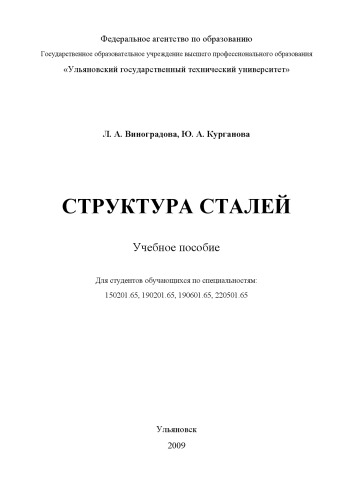 Федеральное агентство по образованию
Государственное образовательное учреждение высшего профессионального образования
«Ульяновский государственный технический университет»
Л. А. Виноградова, Ю. А. Курганова
СТРУКТУРА СТАЛЕЙ
Учебное пособие
Для студентов обучающихся по специальностям:
150201.65, 190201.65, 190601.65, 220501.65
Ульяновск
2009